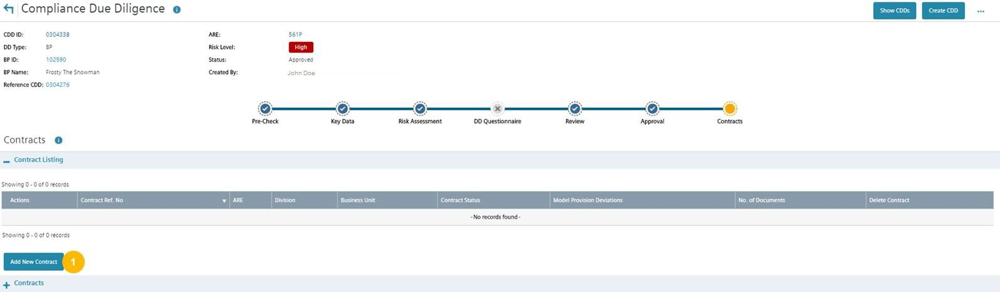 Compliance Due Diligence i
Show CDDs Create CDD ...
CDD ID: 0304338 ARE: 561P
DD Type: BP Risk Level: High
BP ID: 102590 Status: Approved
BP Name: Frosty The Snowman Created By: John Doe
Reference CDD: 0304276
Pre-Check Key Data Risk Assessment DD Questionnaire Review Approval Contracts
Contracts i
Contract Listing
Showing 0 - 0 of 0 records
Actions Contract Ref. No ARE Division Business Unit Contract Status Model Provision Deviations No. of Documents Delete Contract
- No records found -
Showing 0 - 0 of 0 records
Add New Contract 1
Contracts